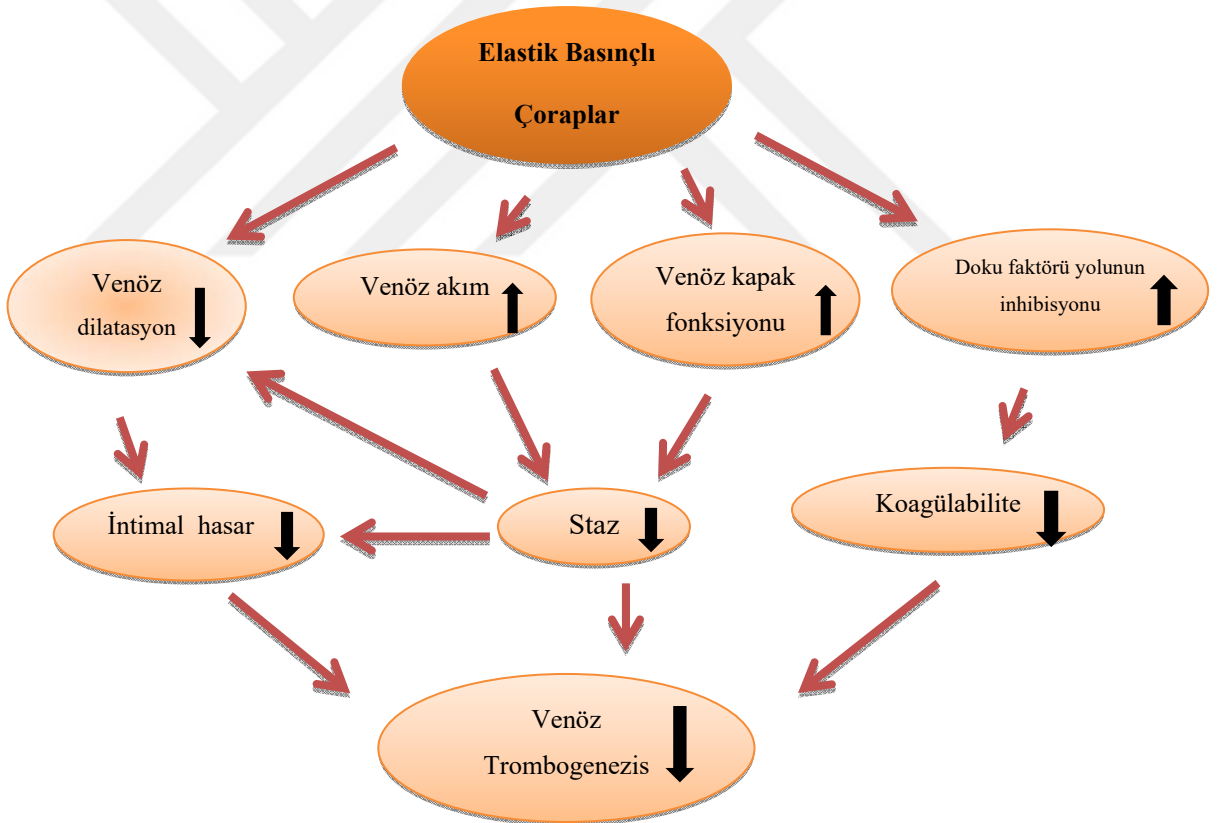 Elastik Basınçlı
Çoraplar
Venöz
dilatasyon
Venöz akım
Venöz kapak
fonksiyonu
Doku faktörü yolunun
inhibisyonu
İntimal hasar
Staz
Koagülabilite
Venöz
Trombogenezis